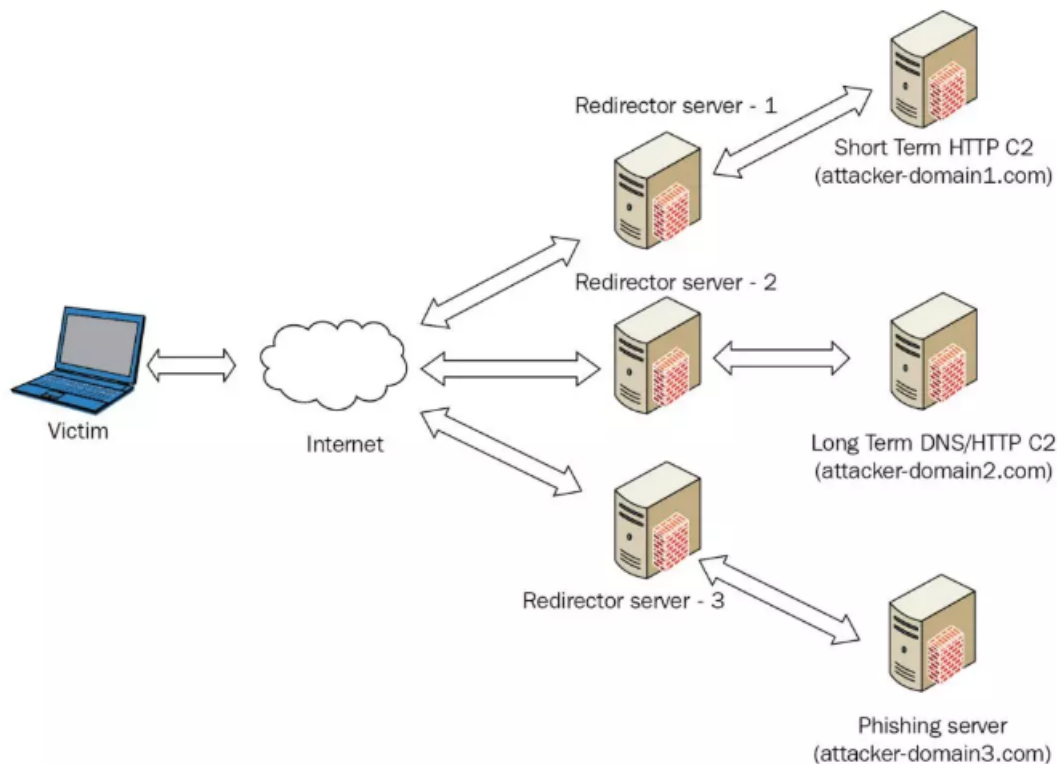 Redirector server - 1
Short Term HTTP C2
(attacker-domain1.com)
Redirector server - 2
Victim
Internet
Long Term DNS/HTTP C2
(attacker-domain2.com)
Redirector server - 3
Phishing server
(attacker-domain3.com)